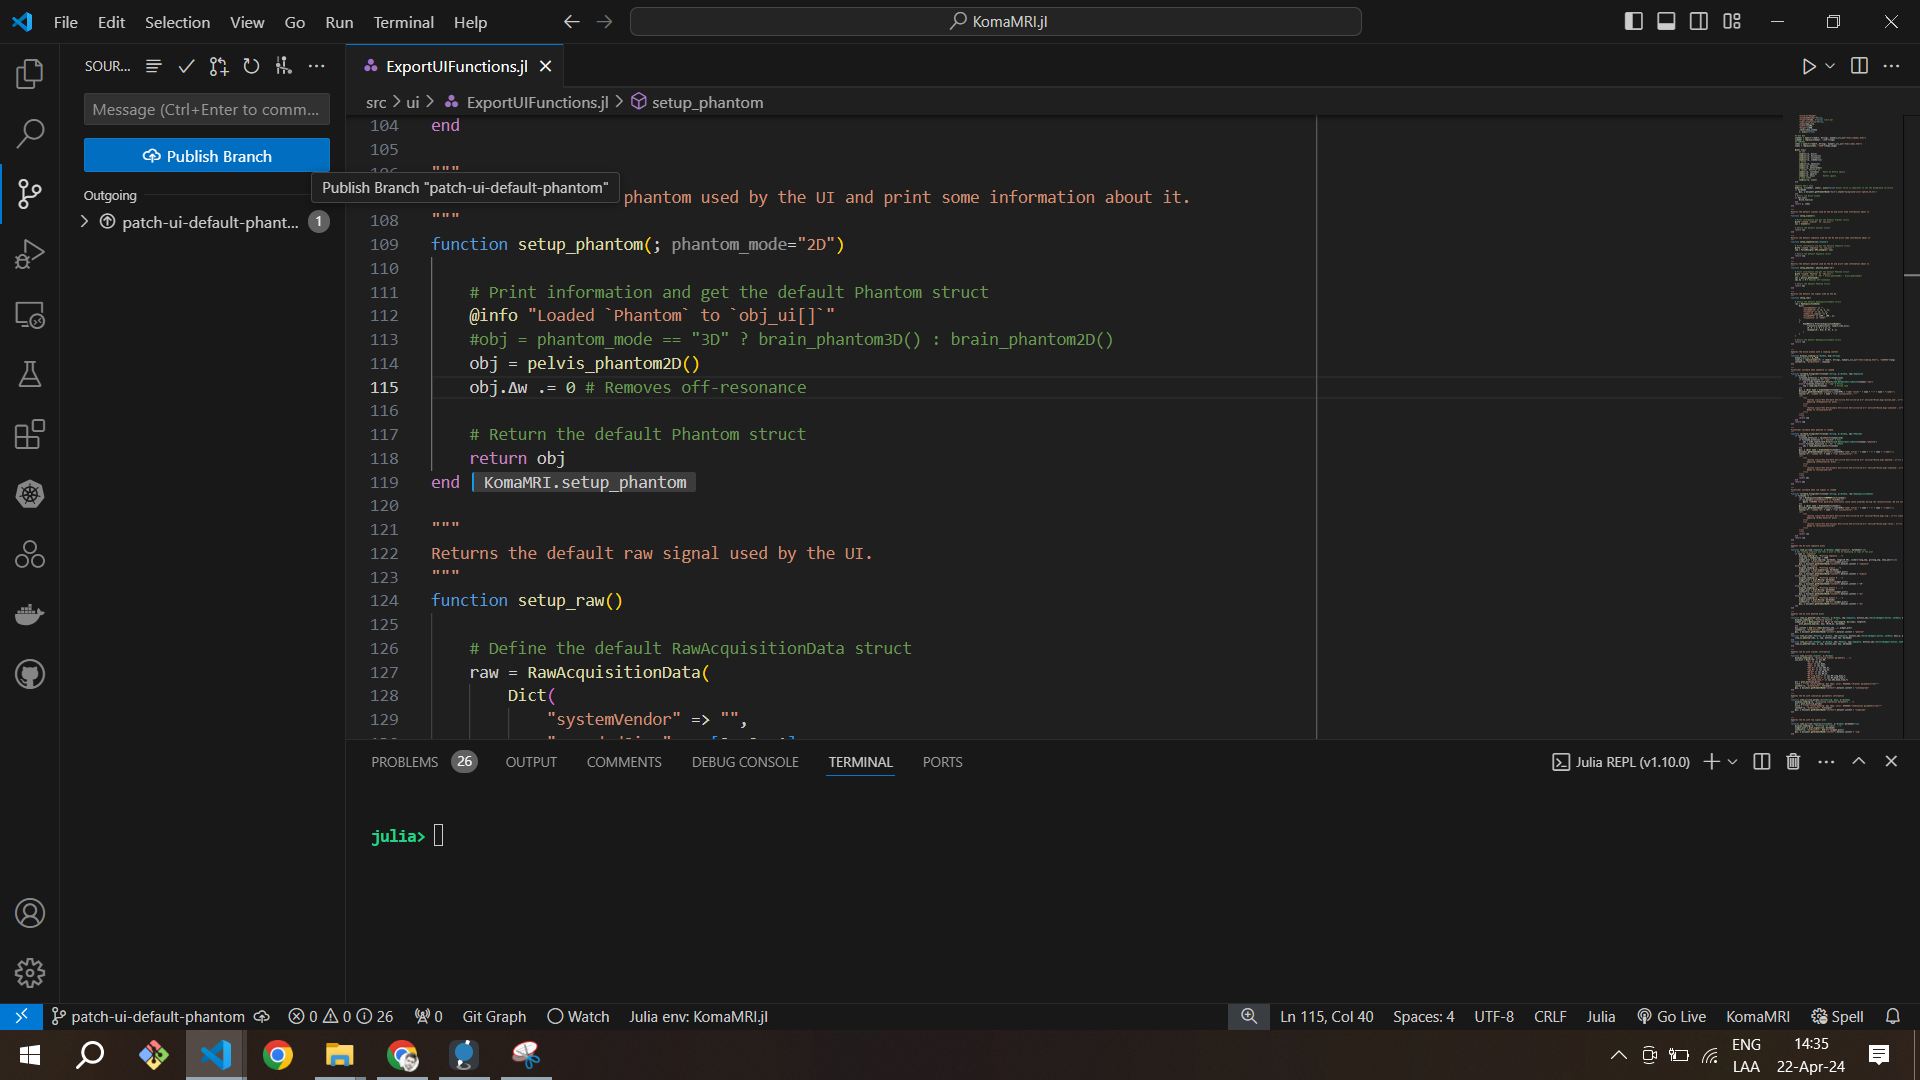 File Edit Selection View Go Run Terminal Help
KomaMRI.jl
SOUR...
ExportUIFunctions.jl
src > ui > ExportUIFunctions.jl > setup_phantom
Message (Ctrl+Enter to comm...
Publish Branch
Publish Branch "patch-ui-default-phantom"
Outgoing
patch-ui-default-phant... 1
104 end
105
"""
phantom used by the UI and print some information about it.
108 """
109 function setup_phantom(; phantom_mode="2D")
110
111 # Print information and get the default Phantom struct
112 @info "Loaded `Phantom` to `obj_ui[]`"
113 #obj = phantom_mode == "3D" ? brain_phantom3D() : brain_phantom2D()
114 obj = pelvis_phantom2D()
115 obj.Δw .= 0 # Removes off-resonance
116
117 # Return the default Phantom struct
118 return obj
119 end KomaMRI.setup_phantom
120
121 """
122 Returns the default raw signal used by the UI.
123 """
124 function setup_raw()
125
126 # Define the default RawAcquisitionData struct
127 raw = RawAcquisitionData(
128 Dict(
129 "systemVendor" => "",
PROBLEMS 26 OUTPUT COMMENTS DEBUG CONSOLE TERMINAL PORTS
Julia REPL (v1.10.0)
julia>
patch-ui-default-phantom 0 0 26 0 Git Graph Watch Julia env: KomaMRI.jl
Ln 115, Col 40 Spaces: 4 UTF-8 CRLF Julia Go Live KomaMRI Spell
ENG
LAA
14:35
22-Apr-24